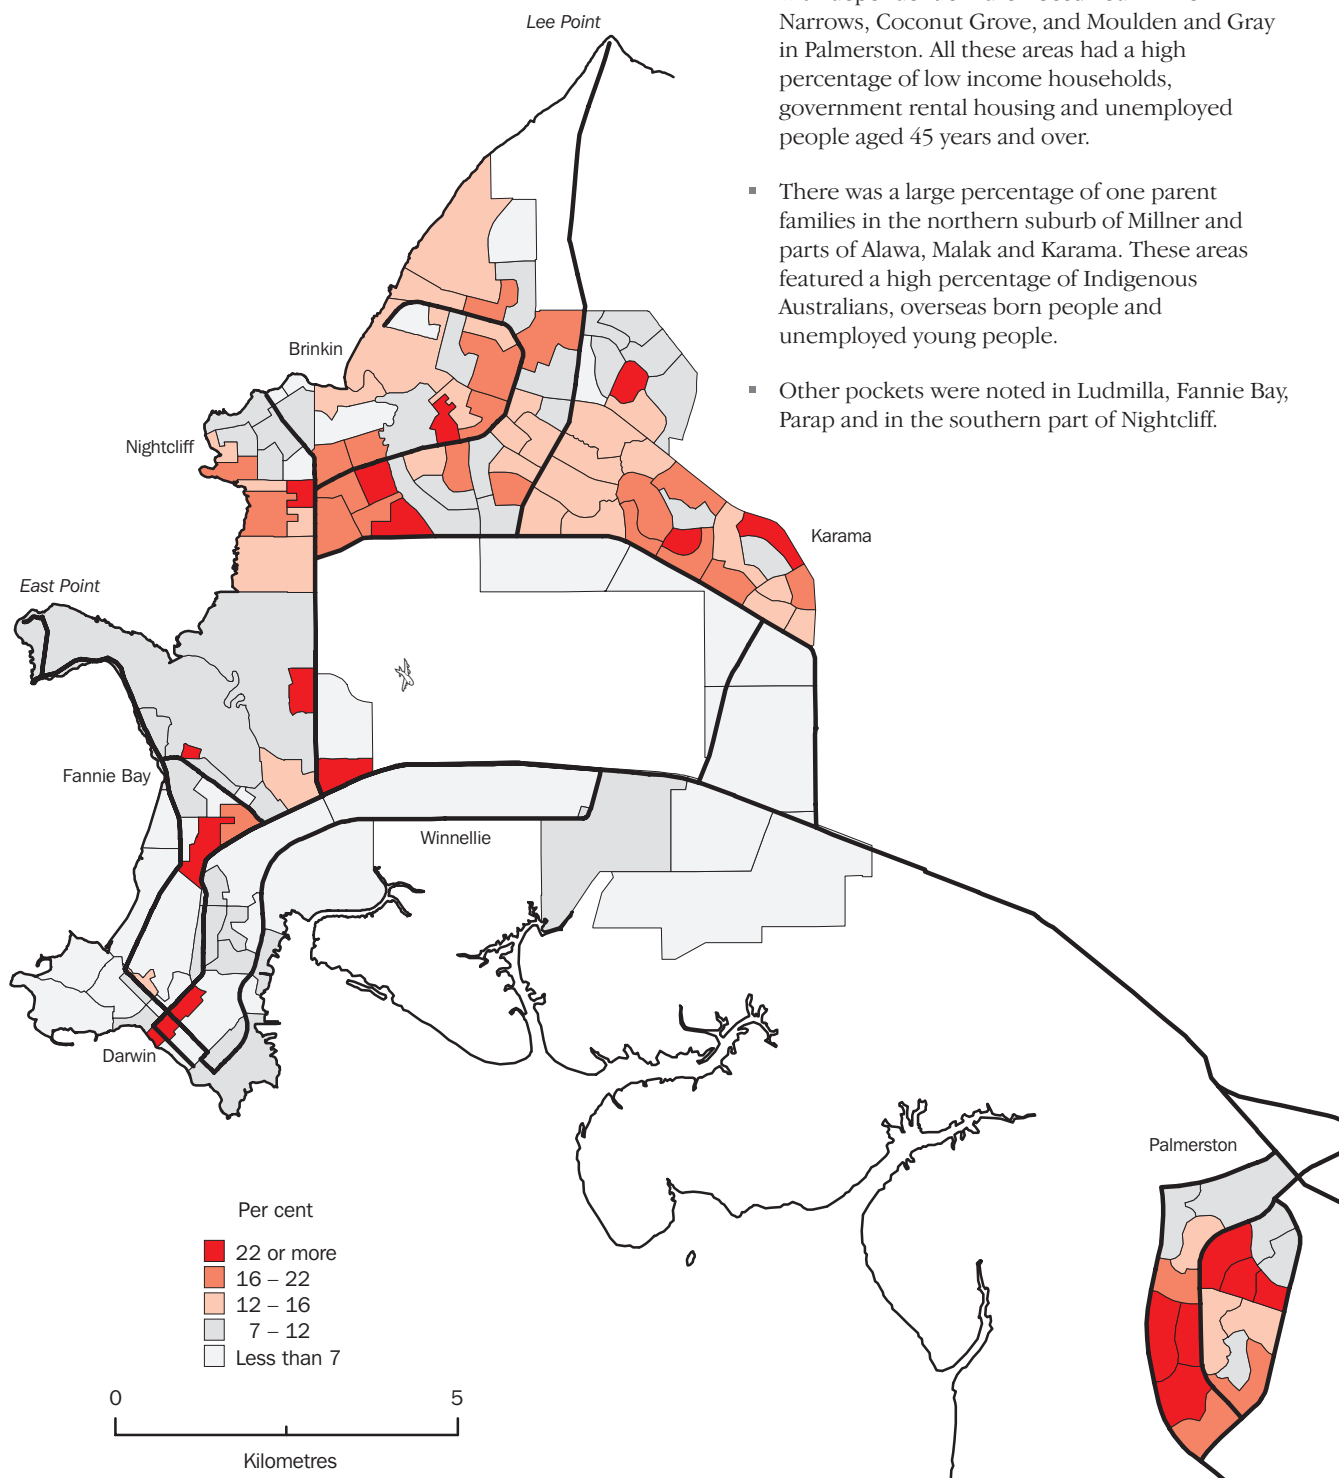 Narrows, Coconut Grove, and Moulden and Gray
in Palmerston. All these areas had a high
percentage of low income households,
government rental housing and unemployed
people aged 45 years and over.
▪ There was a large percentage of one parent
families in the northern suburb of Millner and
parts of Alawa, Malak and Karama. These areas
featured a high percentage of Indigenous
Australians, overseas born people and
unemployed young people.
▪ Other pockets were noted in Ludmilla, Fannie Bay,
Parap and in the southern part of Nightcliff.
Lee Point
Brinkin
Nightcliff
Karama
East Point
Fannie Bay
Winnellie
Darwin
Palmerston
Per cent
22 or more
16 – 22
12 – 16
7 – 12
Less than 7
0 5
Kilometres